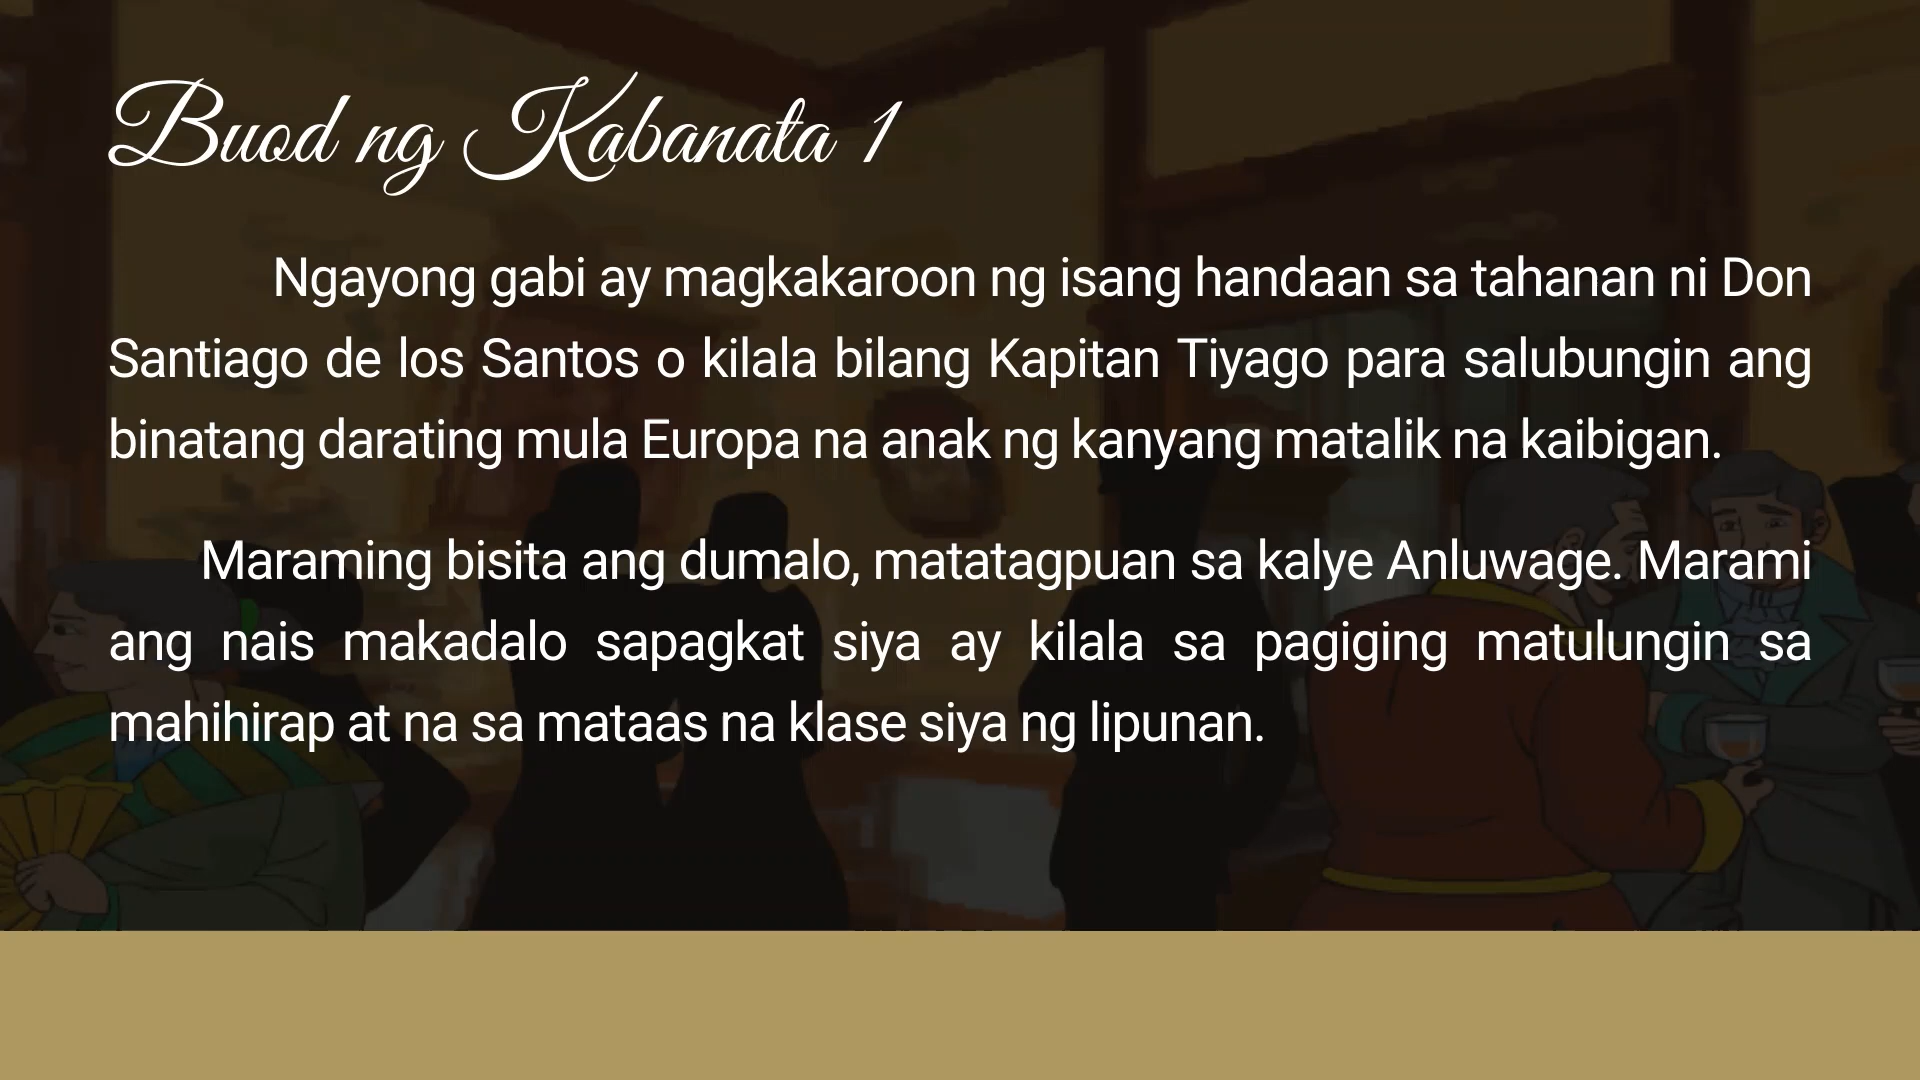 Buod ng Kabanata 1
Ngayong gabi ay magkakaroon ng isang handaan sa tahanan ni Don
Santiago de los Santos o kilala bilang Kapitan Tiyago para salubungin ang
binatang darating mula Europa na anak ng kanyang matalik na kaibigan.
Maraming bisita ang dumalo, matatagpuan sa kalye Anluwage. Marami
ang nais makadalo sapagkat siya ay kilala sa pagiging matulungin sa
mahihirap at na sa mataas na klase siya ng lipunan.